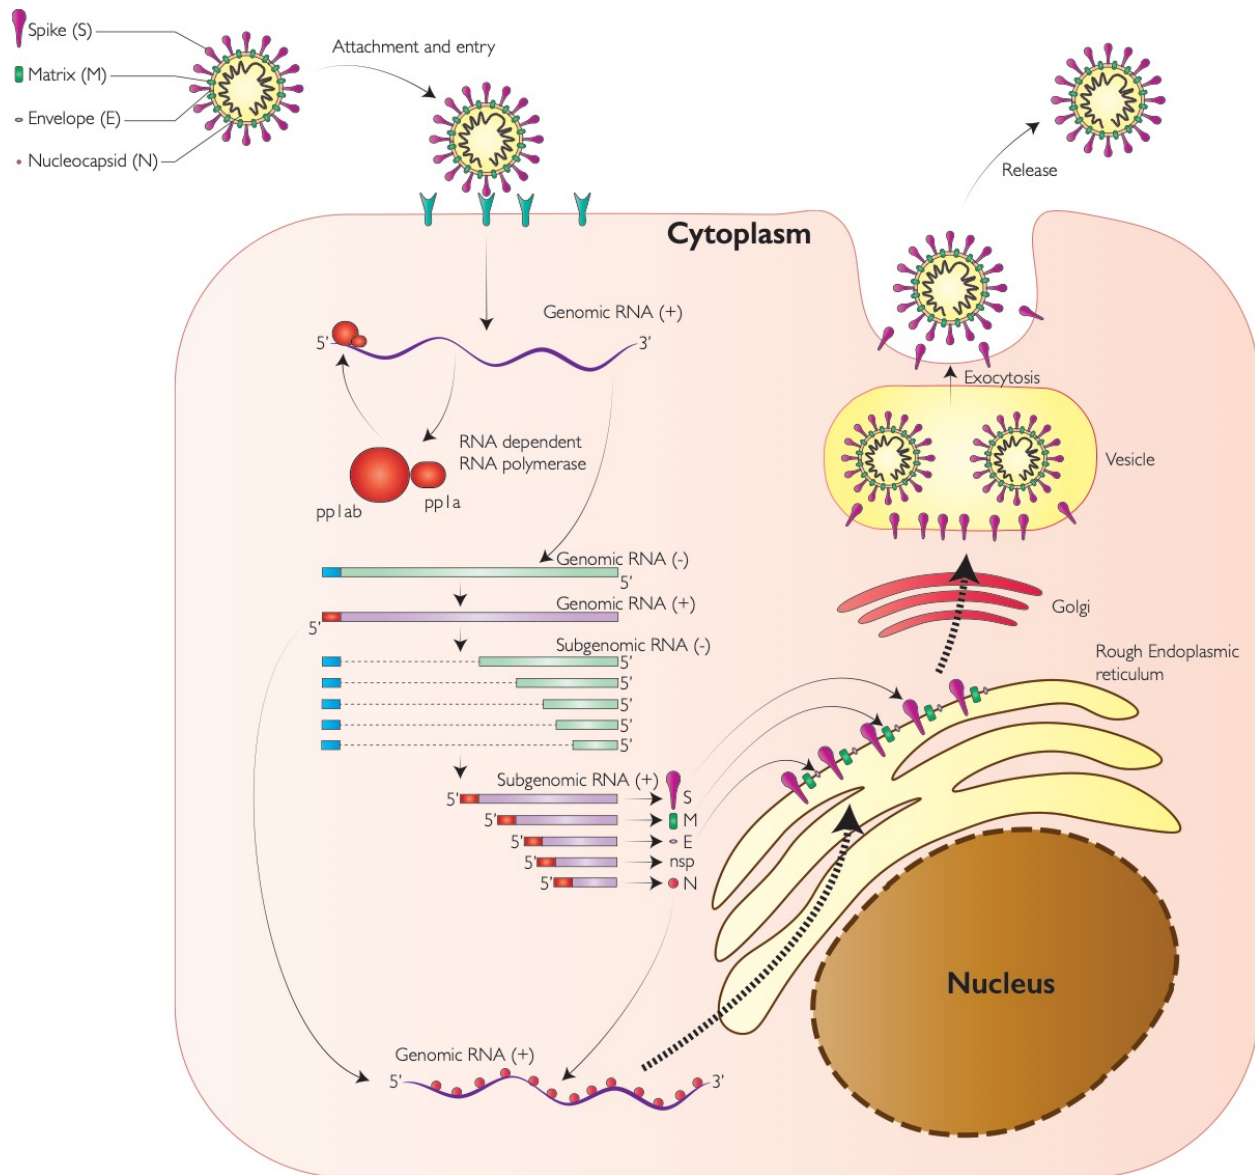 Spike (S)
Matrix (M)
Envelope (E)
Nucleocapsid (N)
Attachment and entry
Release
Cytoplasm
Genomic RNA (+)
5’
3’
Exocytosis
RNA dependent
RNA polymerase
Vesicle
pp1ab
pp1a
Genomic RNA (-)
5’
Genomic RNA (+)
5’
Golgi
Subgenomic RNA (-)
5’
5’
5’
5’
5’
Rough Endoplasmic
reticulum
Subgenomic RNA (+)
5’
S
5’
M
5’
E
5’
nsp
5’
N
Nucleus
Genomic RNA (+)
5’
3’